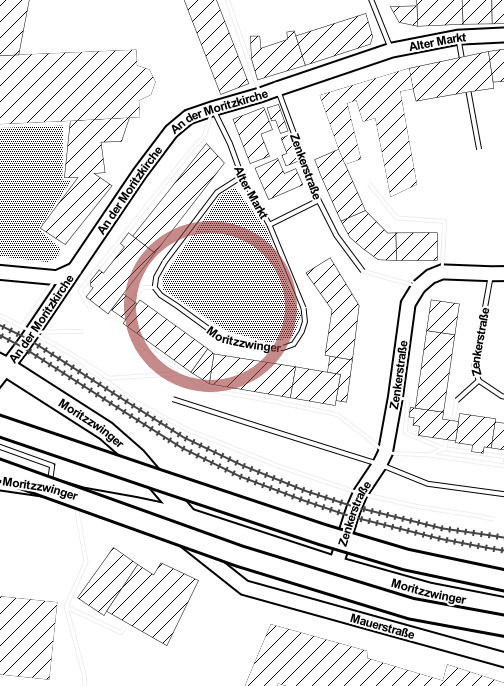 Alter Markt
An der Moritzkirche
Zenkerstraße
An der Moritzkirche
Alter Markt
An der Moritzkirche
Moritzzwinger
Zenkerstraße
Zenkerstraße
Moritzzwinger
Moritzzwinger
Zenkerstraße
Moritzzwinger
Mauerstraße